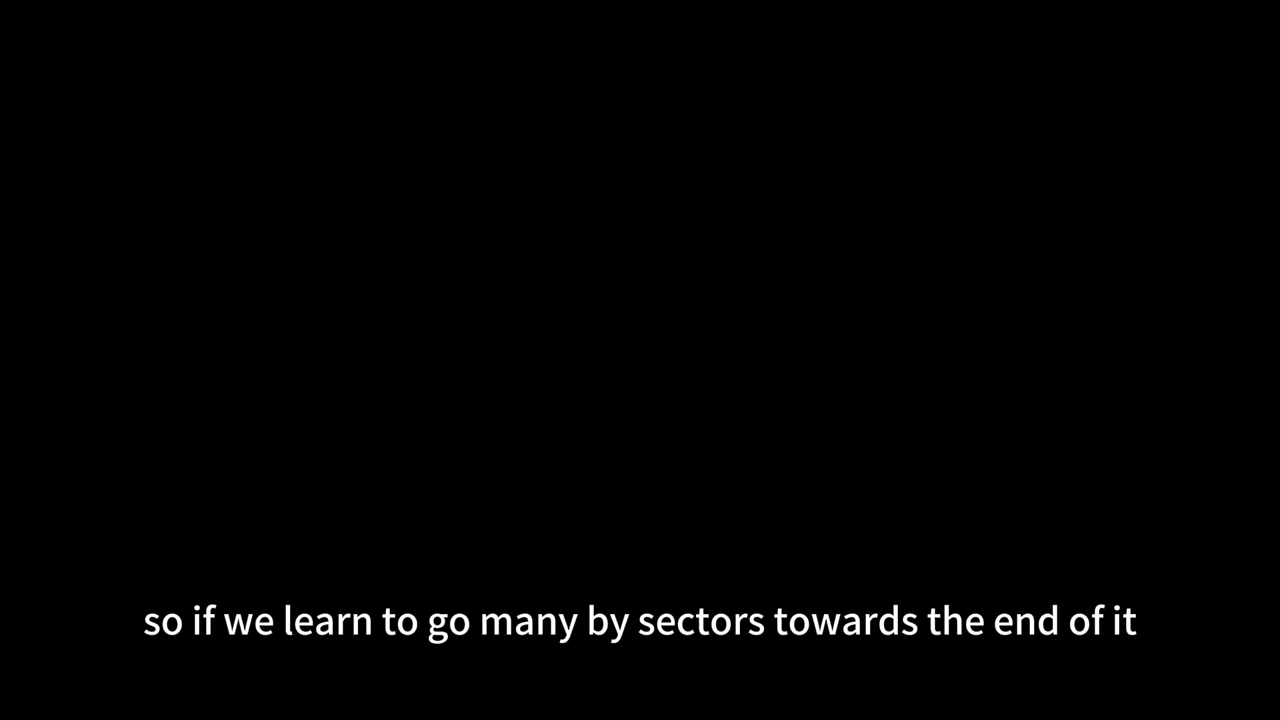 so if we learn to go many by sectors towards the end of it